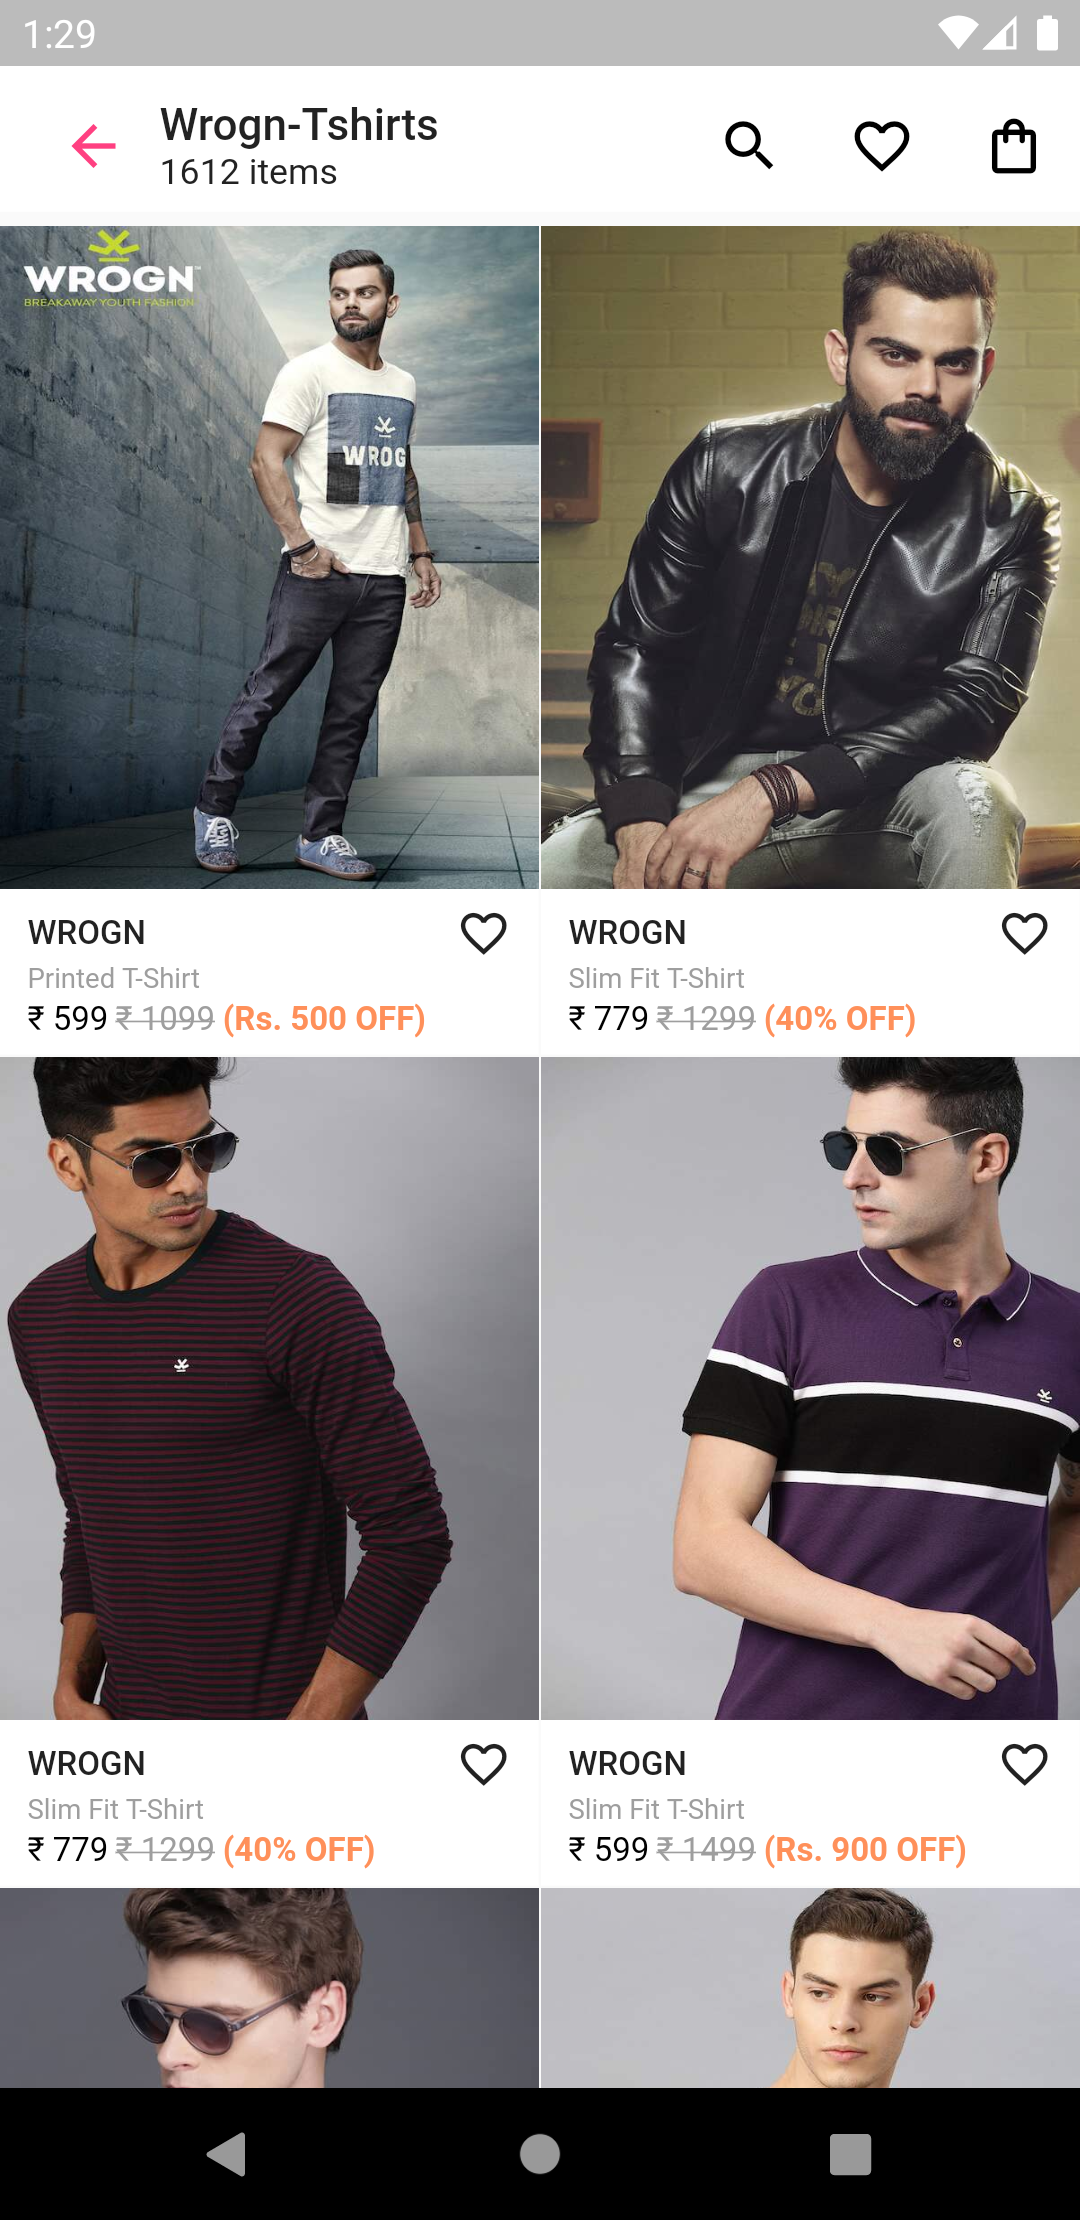 1:29
Wrogn-Tshirts
1612 items
WROGN
BREAKAWAY YOUTH FASHION
WROG
WROGN
Printed T-Shirt
₹ 599 ₹ 1099 (Rs. 500 OFF)
WROGN
Slim Fit T-Shirt
₹ 779 ₹ 1299 (40% OFF)
WROGN
Slim Fit T-Shirt
₹ 779 ₹ 1299 (40% OFF)
WROGN
Slim Fit T-Shirt
₹ 599 ₹ 1499 (Rs. 900 OFF)